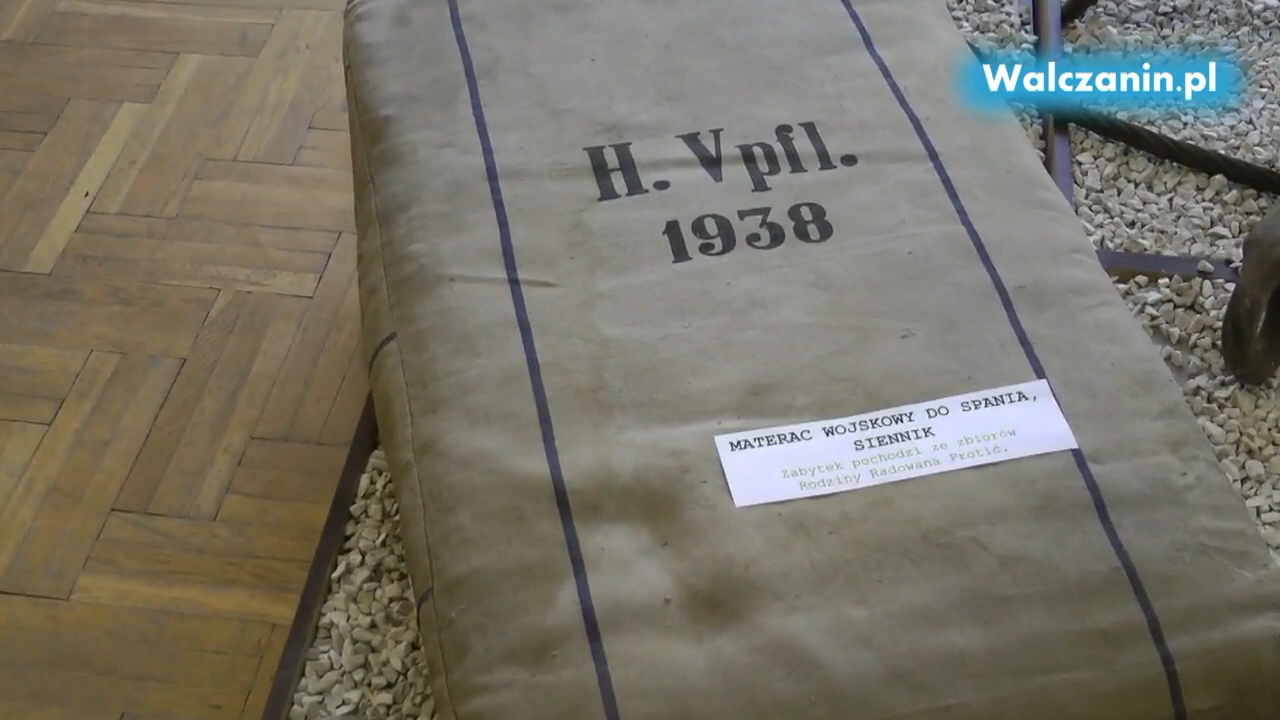 Walczanin.pl
H. Vpfl.
1938
MATERAC WOJSKOWY DO SPANIA,
SIENNIK
Zabytek pochodzi ze zbiorów
Rodziny Radowana Protić.